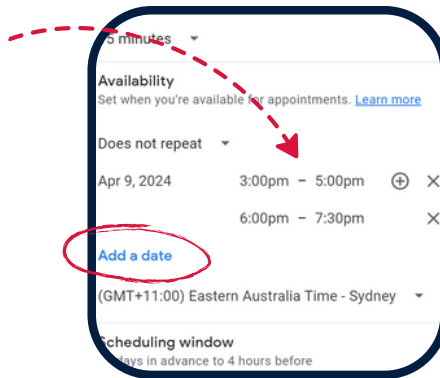 5 minutes
Availability
Set when you're available for appointments. Learn more
Does not repeat
Apr 9, 2024 3:00pm – 5:00pm
6:00pm – 7:30pm
Add a date
(GMT+11:00) Eastern Australia Time - Sydney
Scheduling window
days in advance to 4 hours before